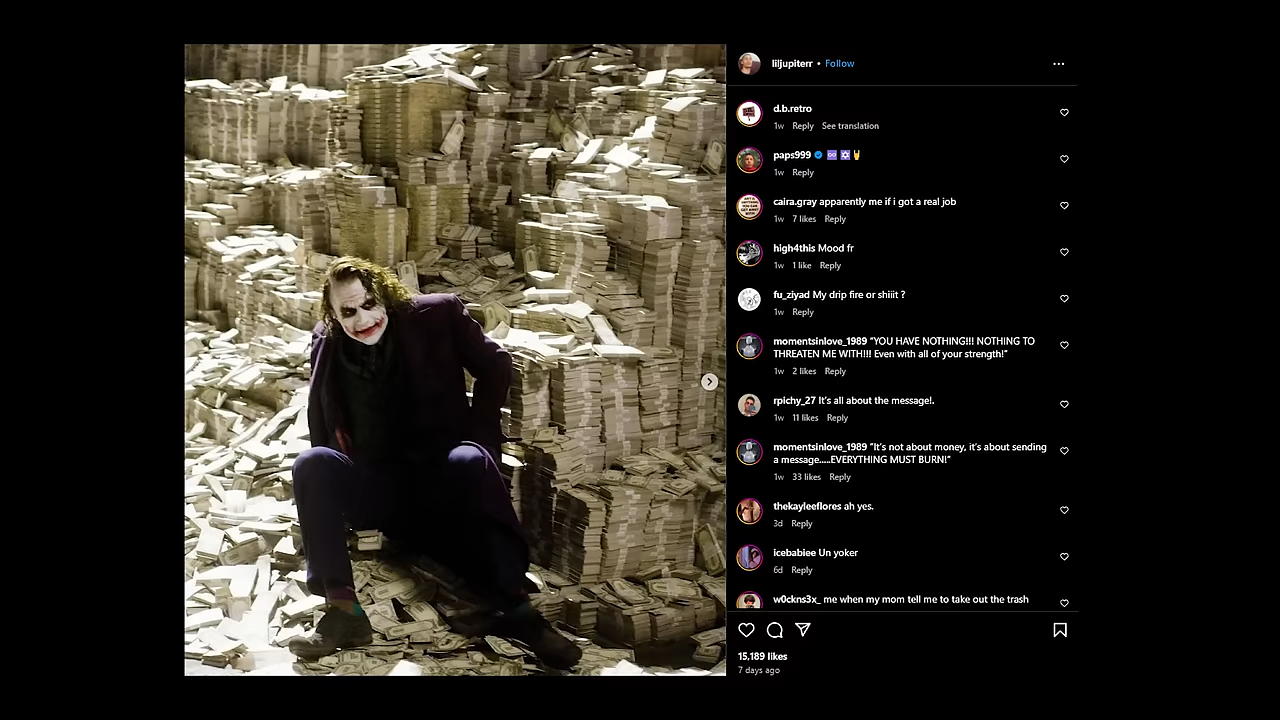 liljupiterr • Follow
d.b.retro
1w Reply See translation
paps999
1w Reply
caira.gray apparently me if i got a real job
1w 7 likes Reply
high4this Mood fr
1w 1 like Reply
fu_ziyad My drip fire or shiiit ?
1w Reply
momentsinlove_1989 “YOU HAVE NOTHING!!! NOTHING TO
THREATEN ME WITH!!! Even with all of your strength!”
1w 2 likes Reply
rpichy_27 It’s all about the message!.
1w 11 likes Reply
momentsinlove_1989 “It’s not about money, it’s about sending
a message.....EVERYTHING MUST BURN!”
1w 33 likes Reply
thekayleeflores ah yes.
3d Reply
icebabiee Un yoker
6d Reply
w0ckns3x_ me when my mom tell me to take out the trash
15,189 likes
7 days ago